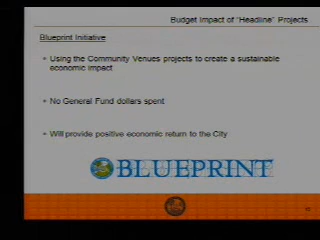 Budget Impact of "Headline" Projects
Blueprint Initiative
• Using the Community Venues projects to create a sustainable
economic impact
• No General Fund dollars spent
• Will provide positive economic return to the City
BLUEPRINT